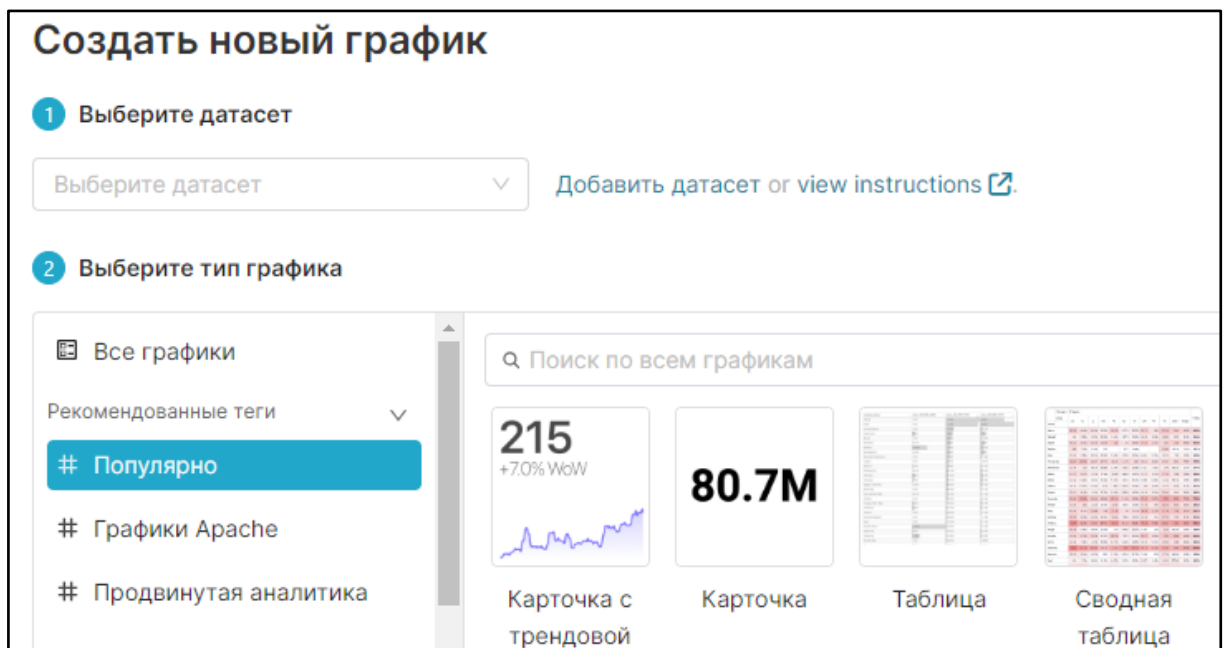 Создать новый график
1 Выберите датасет
Выберите датасет
Добавить датасет or view instructions.
2 Выберите тип графика
Все графики
Рекомендованные теги
# Популярно
# Графики Apache
# Продвинутая аналитика
Поиск по всем графикам
215
+7.0% WoW
Карточка с
трендовой
80.7M
Карточка
Таблица
Сводная
таблица